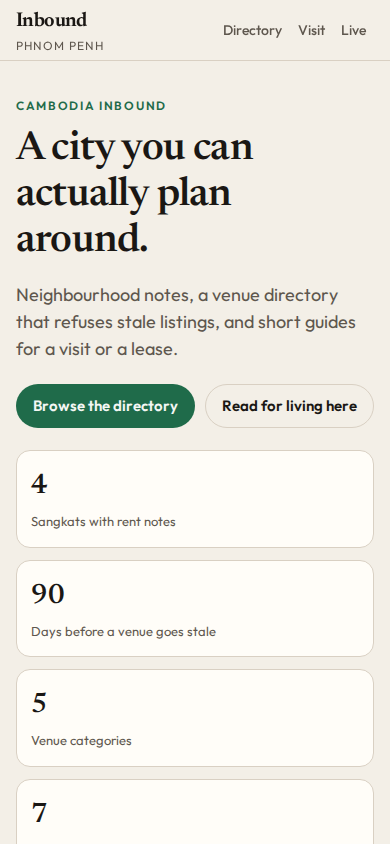 Inbound
PHNOM PENH
Directory Visit Live
CAMBODIA INBOUND
A city you can
actually plan
around.
Neighbourhood notes, a venue directory
that refuses stale listings, and short guides
for a visit or a lease.
Browse the directory
Read for living here
4
Sangkats with rent notes
90
Days before a venue goes stale
5
Venue categories
7